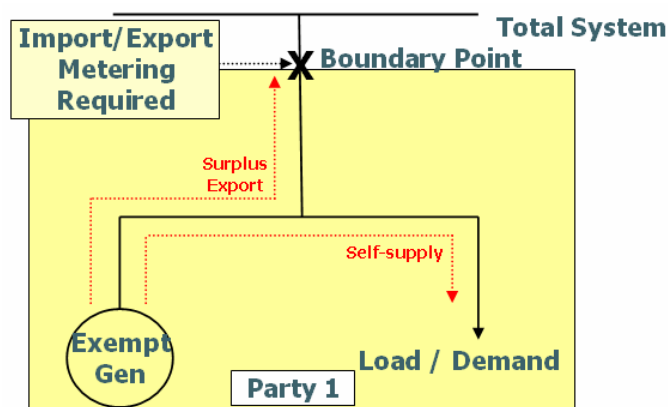 Total System
Import/Export
Metering
Required
Boundary Point
Surplus
Export
Self-supply
Exempt
Gen
Load / Demand
Party 1